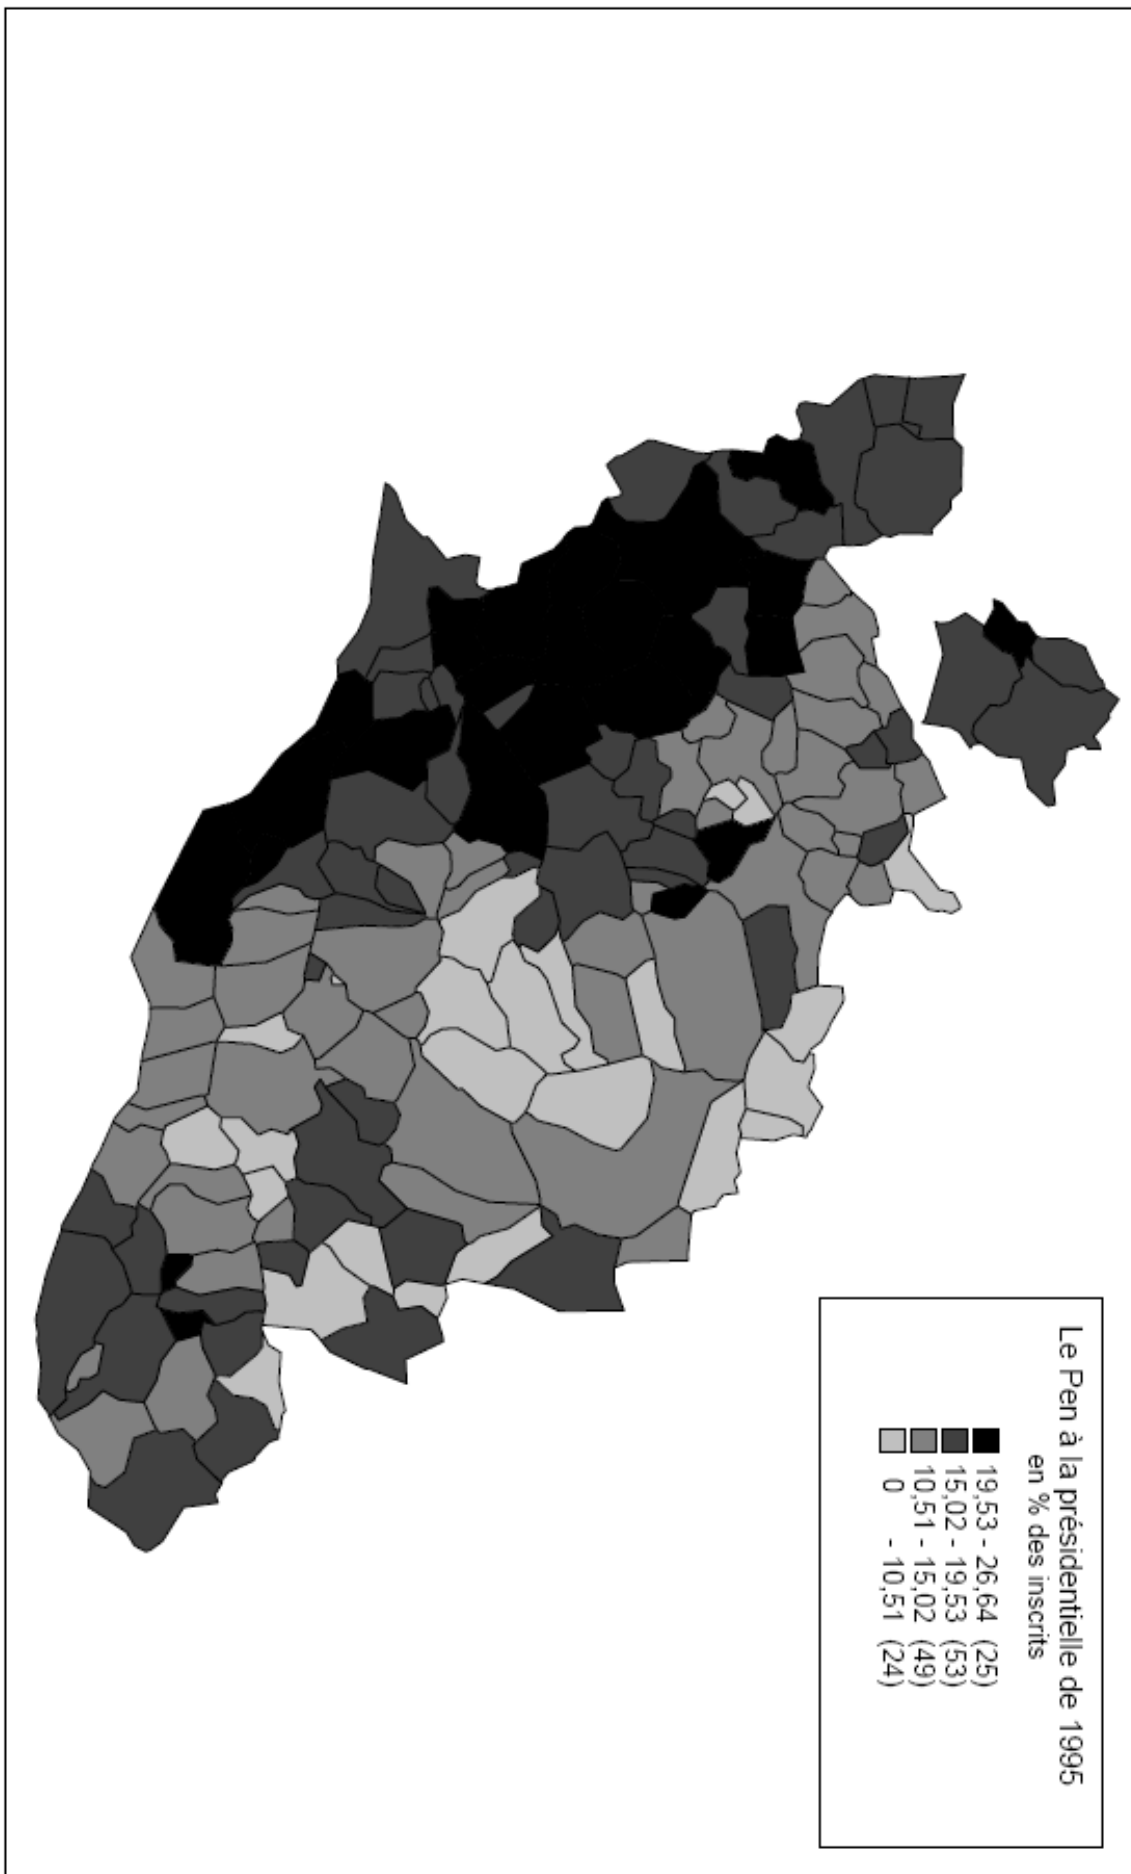 Le Pen à la présidentielle de 1995
en % des inscrits
19,53 - 26,64 (25)
15,02 - 19,53 (53)
10,51 - 15,02 (49)
0 - 10,51 (24)